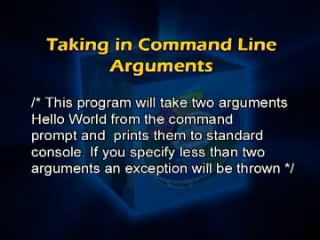 Taking in Command Line
Arguments
/* This program will take two arguments
Hello World from the command
prompt and prints them to standard
console. If you specify less than two
arguments an exception will be thrown */